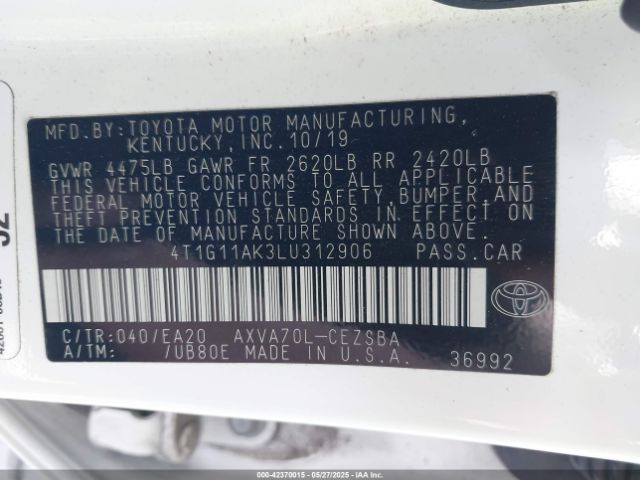 MFD.BY: TOYOTA MOTOR MANUFACTURING,
KENTUCKY, INC. 10/19
GVWR 4475LB GAWR FR 2620LB RR 2420LB
THIS VEHICLE CONFORMS TO ALL APPLICABLE
FEDERAL MOTOR VEHICLE SAFETY, BUMPER, AND
THEFT PREVENTION STANDARDS IN EFFECT ON
THE DATE OF MANUFACTURE SHOWN ABOVE.
4T1G11AK3LU312906 PASS.CAR
C/TR: 040/EA20 AXVA70L-CEZSBA
A/TM: /UB80E MADE IN U.S.A. 36992
00-42370015 05/27/2025 COPYRIGHT IAA